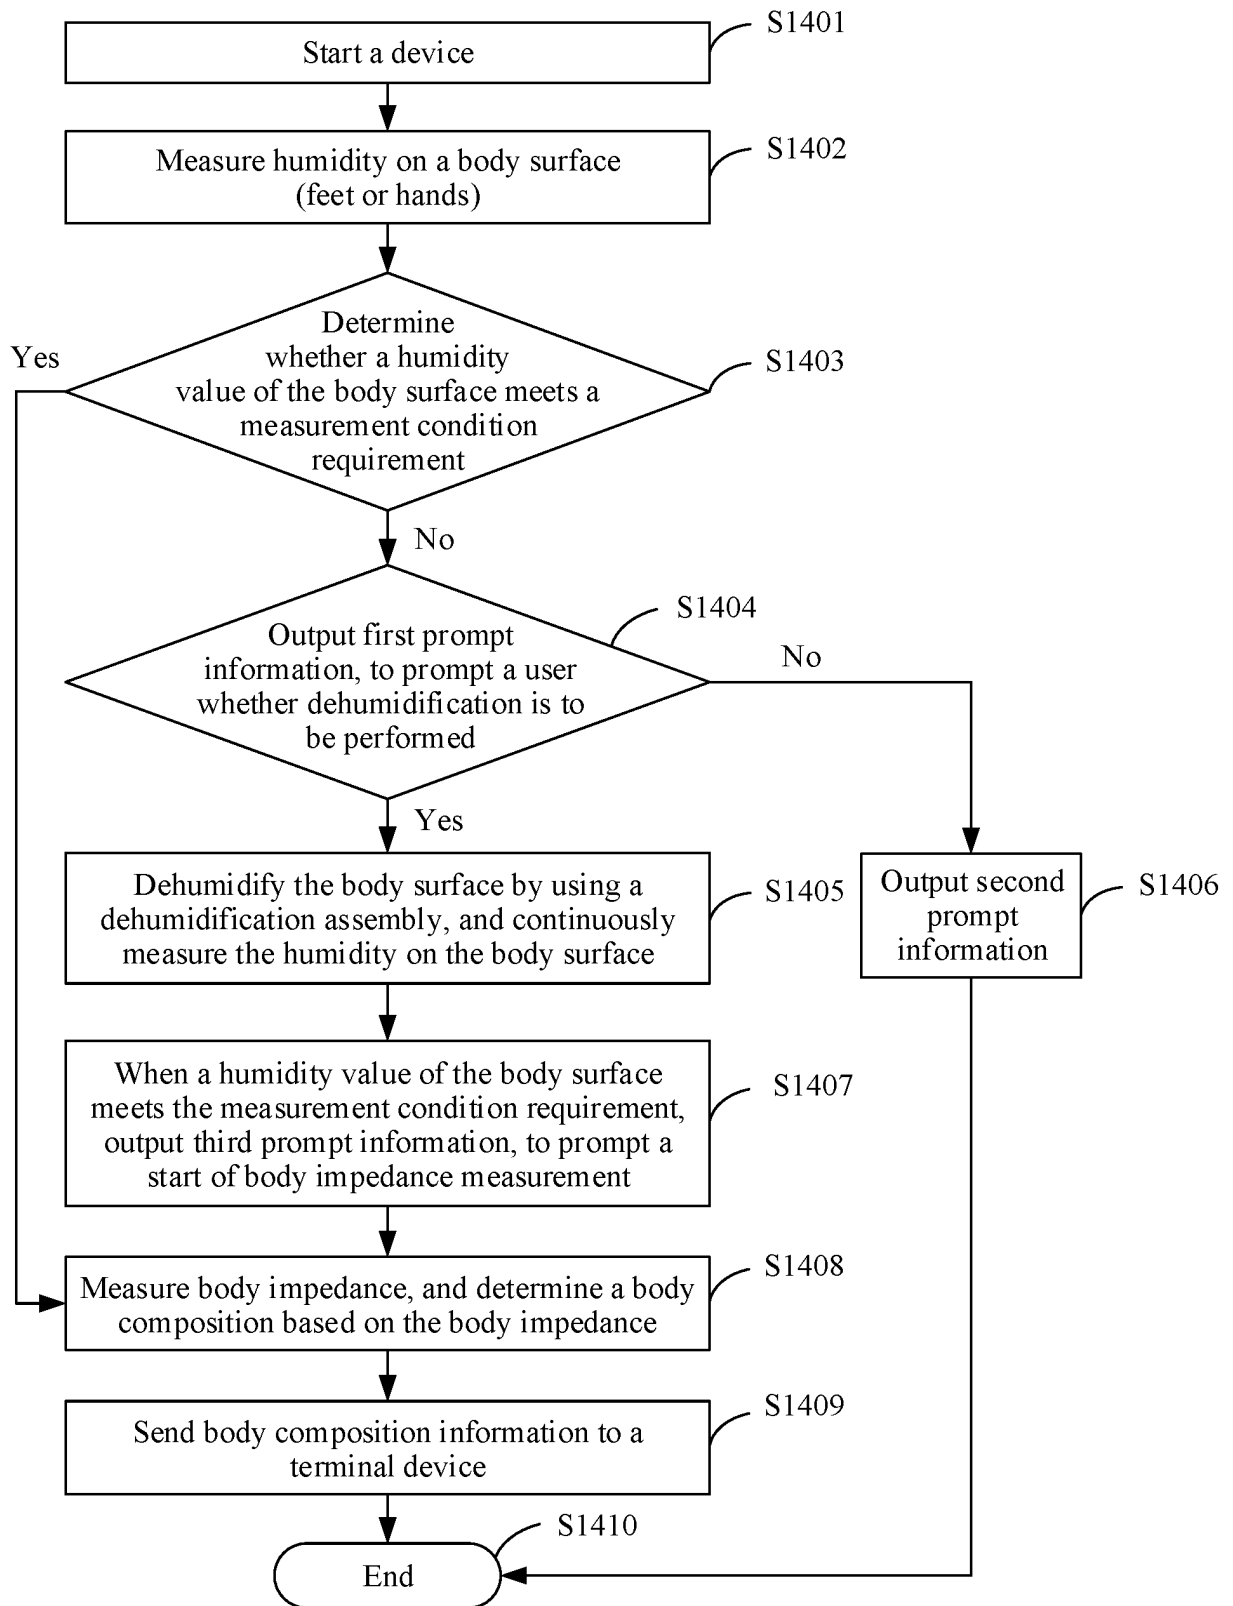 S1401
Start a device
S1402
Measure humidity on a body surface
(feet or hands)
Determine
whether a humidity
value of the body surface meets a
measurement condition
requirement
S1403
Yes
No
S1404
Output first prompt
information, to prompt a user
whether dehumidification is to
be performed
No
Yes
Dehumidify the body surface by using a
dehumidification assembly, and continuously
measure the humidity on the body surface
S1405
Output second
prompt
information
S1406
When a humidity value of the body surface
meets the measurement condition requirement,
output third prompt information, to prompt a
start of body impedance measurement
S1407
Measure body impedance, and determine a body
composition based on the body impedance
S1408
Send body composition information to a
terminal device
S1409
S1410
End